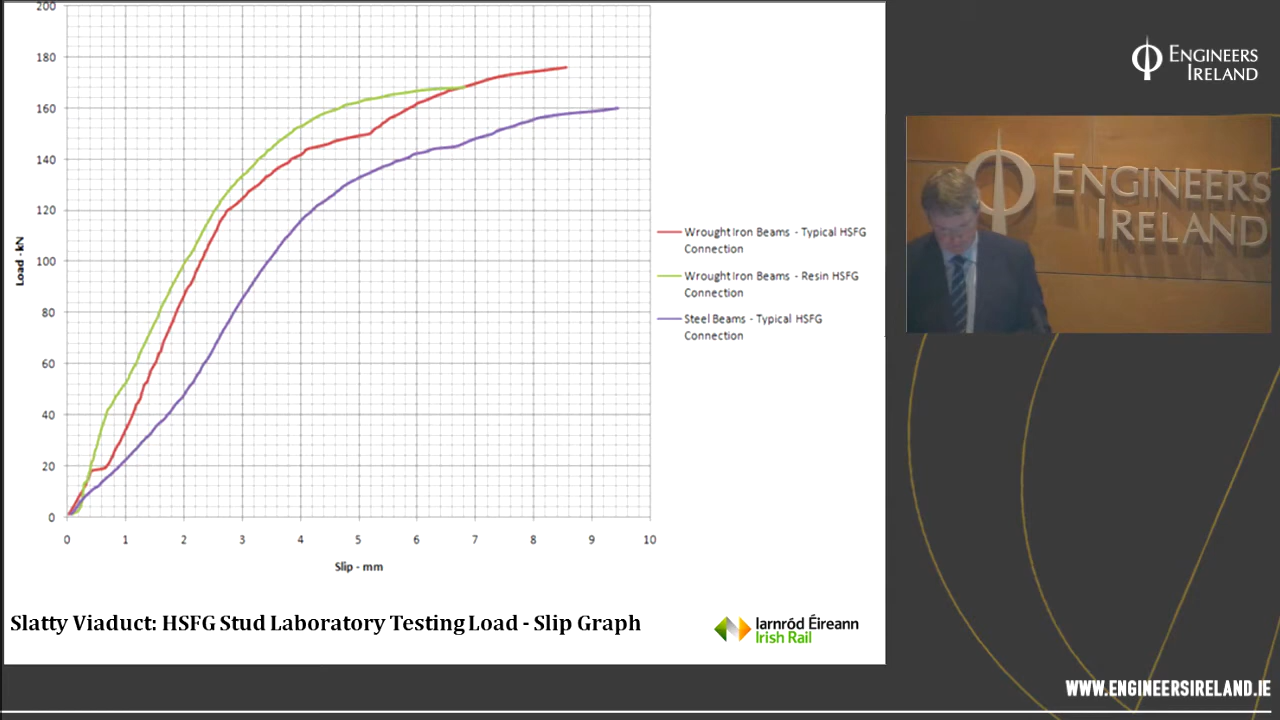 200
180
160
140
120
100
80
60
40
20
0
Load - kN
0 1 2 3 4 5 6 7 8 9 10
Slip - mm
Wrought Iron Beams - Typical HSFG
Connection
Wrought Iron Beams - Resin HSFG
Connection
Steel Beams - Typical HSFG
Connection
Slatty Viaduct: HSFG Stud Laboratory Testing Load - Slip Graph
Iarnród Éireann
Irish Rail
ENGINEERS
IRELAND
ENGINEERS
IRELAND
WWW.ENGINEERSIRELAND.IE